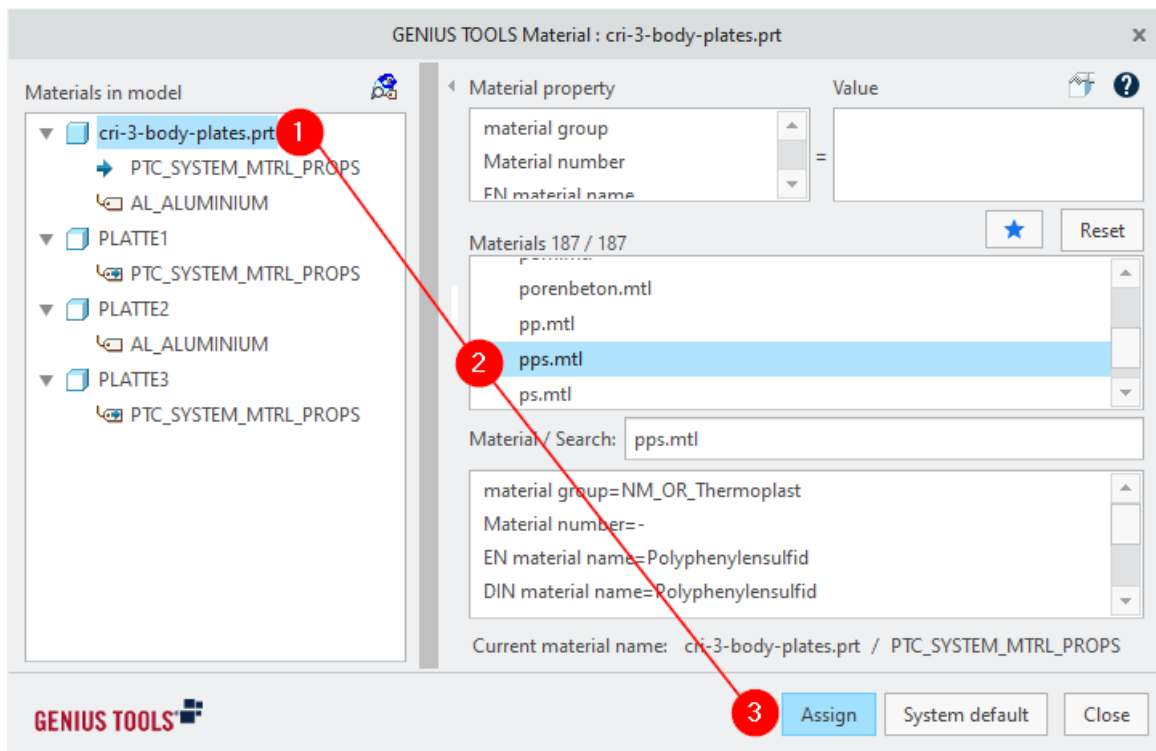 GENIUS TOOLS Material : cri-3-body-plates.prt
Materials in model
cri-3-body-plates.prt
1
PTC_SYSTEM_MTRL_PROPS
AL_ALUMINIUM
PLATTE1
PTC_SYSTEM_MTRL_PROPS
PLATTE2
AL_ALUMINIUM
PLATTE3
PTC_SYSTEM_MTRL_PROPS
Material property
Value
material group
Material number
EN material name
=
Reset
Materials 187 / 187
porenbeton.mtl
pp.mtl
2
pps.mtl
ps.mtl
Material / Search: pps.mtl
material group=NM_OR_Thermoplast
Material number=-
EN material name=Polyphenylensulfid
DIN material name=Polyphenylensulfid
Current material name: cri-3-body-plates.prt / PTC_SYSTEM_MTRL_PROPS
GENIUS TOOLS
3
Assign
System default
Close